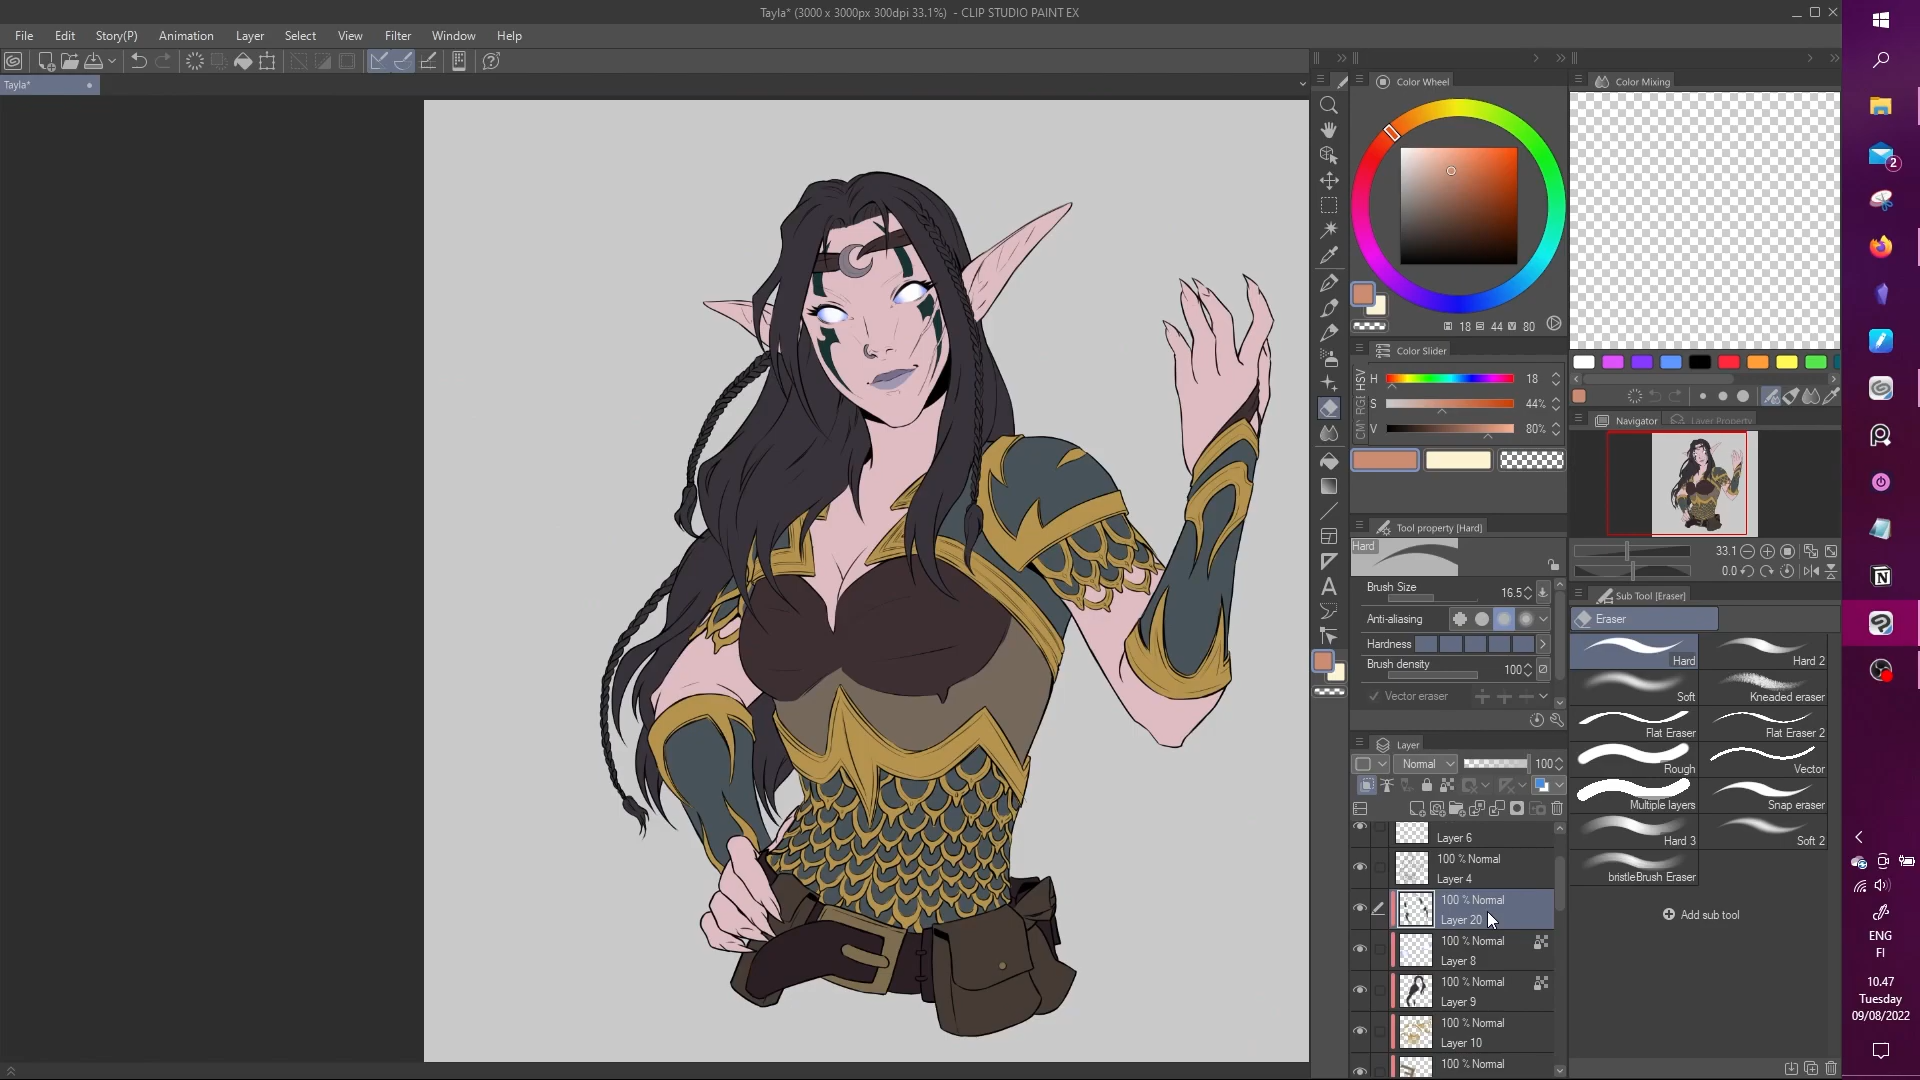 Tayla* (3000 x 3000px 300dpi 33.1%) - CLIP STUDIO PAINT EX
File Edit Story(P) Animation Layer Select View Filter Window Help
Tayla*
Color Wheel
18 44 80
Color Slider
HSV
RGB
CMY
H 18
S 44%
V 80%
Tool property [Hard]
Hard
Brush Size 16.5
Anti-aliasing
Hardness
Brush density 100
Vector eraser
Layer
Normal 100
Layer 6
100 % Normal
Layer 4
100 % Normal
Layer 20
100 % Normal
Layer 8
100 % Normal
Layer 9
100 % Normal
Layer 10
100 % Normal
Color Mixing
Navigator Layer Property
33.1
0.0
Sub Tool [Eraser]
Eraser
Hard Hard 2
Soft Kneaded eraser
Flat Eraser Flat Eraser 2
Rough Vector
Multiple layers Snap eraser
Hard 3 Soft 2
bristleBrush Eraser
Add sub tool
2
ENG
FI
10.47
Tuesday
09/08/2022